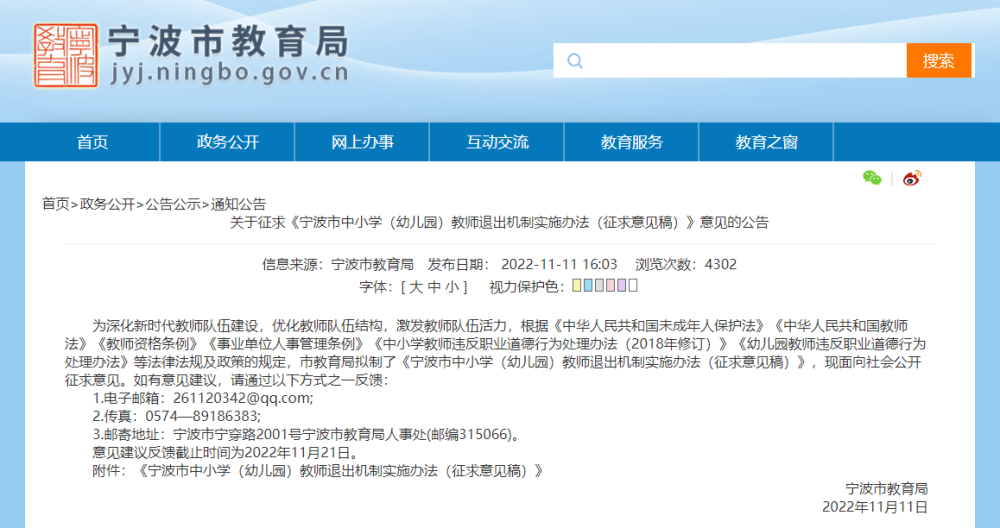 宁波市教育局
jyj.ningbo.gov.cn
搜索
首页 政务公开 网上办事 互动交流 教育服务 教育之窗
首页>政务公开>公告公示>通知公告
关于征求《宁波市中小学（幼儿园）教师退出机制实施办法（征求意见稿）》意见的公告
信息来源：宁波市教育局 发布日期： 2022-11-11 16:03 浏览次数：4302
字体：[ 大 中 小 ] 视力保护色：
为深化新时代教师队伍建设，优化教师队伍结构，激发教师队伍活力，根据《中华人民共和国未成年人保护法》《中华人民共和国教师
法》《教师资格条例》《事业单位人事管理条例》《中小学教师违反职业道德行为处理办法（2018年修订）》《幼儿园教师违反职业道德行为
处理办法》等法律法规及政策的规定，市教育局拟制了《宁波市中小学（幼儿园）教师退出机制实施办法（征求意见稿）》，现面向社会公开
征求意见。如有意见建议，请通过以下方式之一反馈：
1.电子邮箱：261120342@qq.com;
2.传真：0574—89186383;
3.邮寄地址：宁波市宁穿路2001号宁波市教育局人事处(邮编315066)。
意见建议反馈截止时间为2022年11月21日。
附件：《宁波市中小学（幼儿园）教师退出机制实施办法（征求意见稿）》
宁波市教育局
2022年11月11日